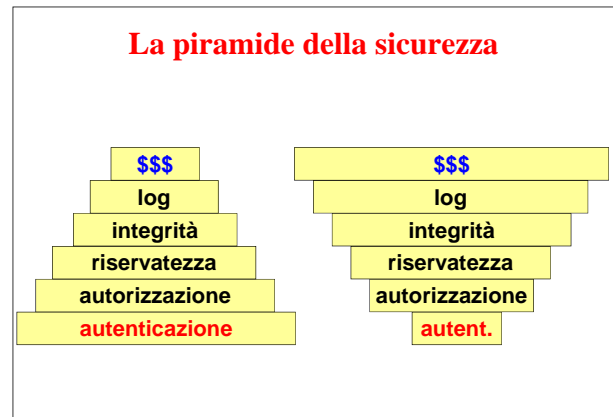 La piramide della sicurezza
$$$
log
integrità
riservatezza
autorizzazione
autenticazione
$$$
log
integrità
riservatezza
autorizzazione
autent.